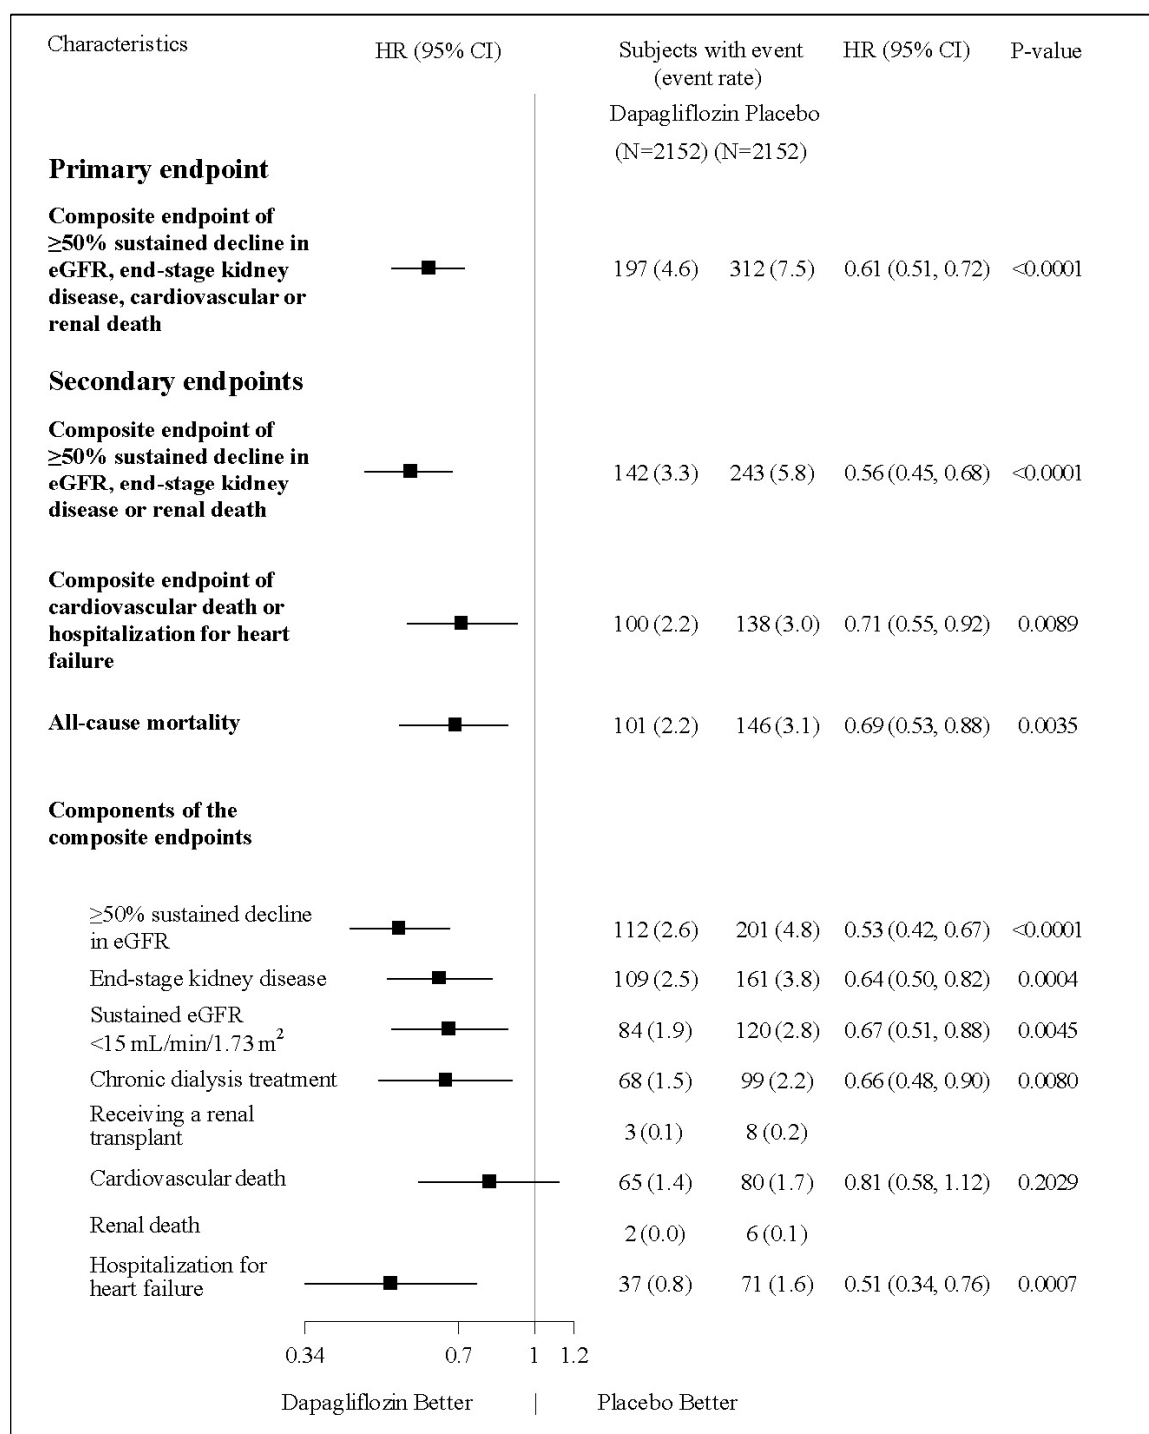 Characteristics HR (95% CI) Subjects with event HR (95% CI) P-value
(event rate)
Dapagliflozin Placebo
(N=2152) (N=2152)
Primary endpoint
Composite endpoint of
≥50% sustained decline in
eGFR, end-stage kidney 197 (4.6) 312 (7.5) 0.61 (0.51, 0.72) <0.0001
disease, cardiovascular or
renal death
Secondary endpoints
Composite endpoint of
≥50% sustained decline in
eGFR, end-stage kidney 142 (3.3) 243 (5.8) 0.56 (0.45, 0.68) <0.0001
disease or renal death
Composite endpoint of
cardiovascular death or
hospitalization for heart 100 (2.2) 138 (3.0) 0.71 (0.55, 0.92) 0.0089
failure
All-cause mortality 101 (2.2) 146 (3.1) 0.69 (0.53, 0.88) 0.0035
Components of the
composite endpoints
≥50% sustained decline
in eGFR 112 (2.6) 201 (4.8) 0.53 (0.42, 0.67) <0.0001
End-stage kidney disease 109 (2.5) 161 (3.8) 0.64 (0.50, 0.82) 0.0004
Sustained eGFR
<15 mL/min/1.73 m² 84 (1.9) 120 (2.8) 0.67 (0.51, 0.88) 0.0045
Chronic dialysis treatment 68 (1.5) 99 (2.2) 0.66 (0.48, 0.90) 0.0080
Receiving a renal
transplant 3 (0.1) 8 (0.2)
Cardiovascular death 65 (1.4) 80 (1.7) 0.81 (0.58, 1.12) 0.2029
Renal death 2 (0.0) 6 (0.1)
Hospitalization for
heart failure 37 (0.8) 71 (1.6) 0.51 (0.34, 0.76) 0.0007
0.34 0.7 1 1.2
Dapagliflozin Better | Placebo Better